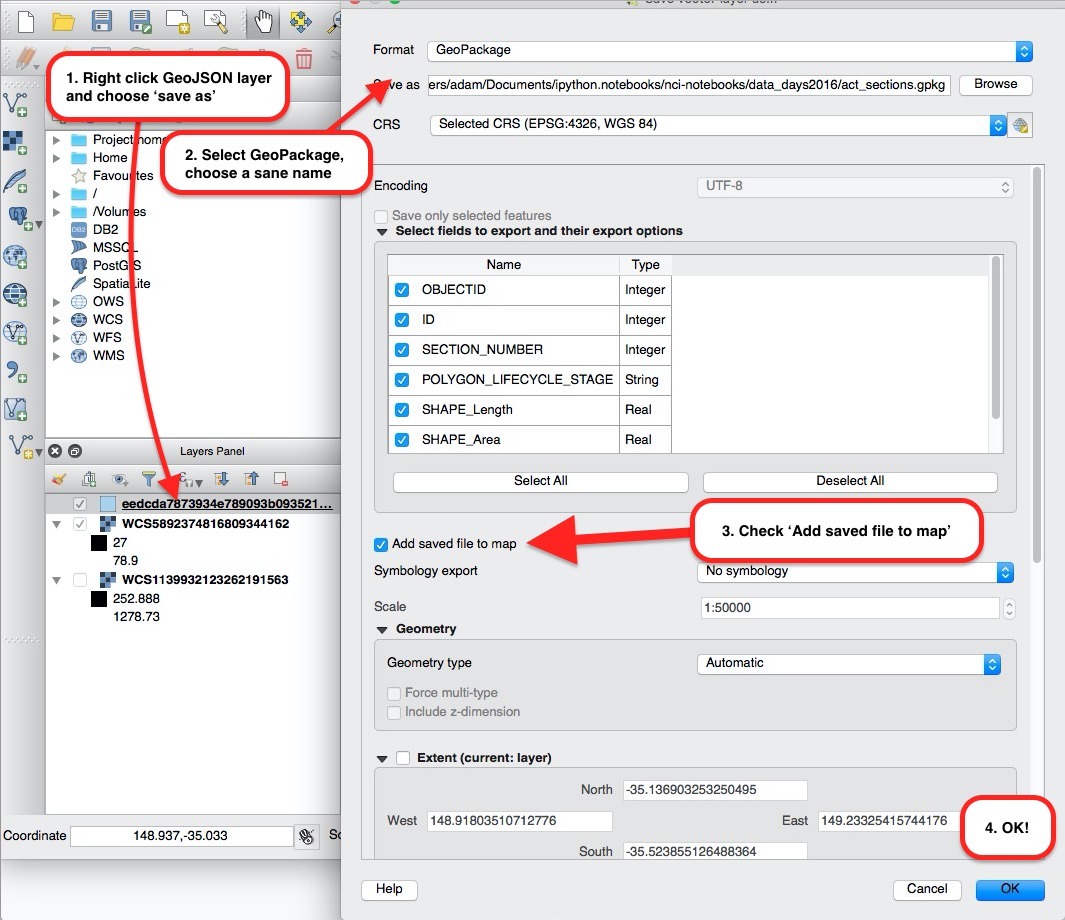 Save vector layer as...
Format
GeoPackage
1. Right click GeoJSON layer
and choose ‘save as’
Save as
ers/adam/Documents/ipython.notebooks/nci-notebooks/data_days2016/act_sections.gpkg
Browse
CRS
Selected CRS (EPSG:4326, WGS 84)
2. Select GeoPackage,
choose a sane name
Project home
Home
Favourites
/
/Volumes
DB2
DB2
MSSQL
PostGIS
SpatiaLite
OWS
WCS
WFS
WMS
Encoding
UTF-8
Save only selected features
Select fields to export and their export options
Name Type
OBJECTID Integer
ID Integer
SECTION_NUMBER Integer
POLYGON_LIFECYCLE_STAGE String
SHAPE_Length Real
SHAPE_Area Real
Select All
Deselect All
Layers Panel
eedcda7873934e789093b093521...
WCS5892374816809344162
27
78.9
WCS1139932123262191563
252.888
1278.73
3. Check ‘Add saved file to map’
Add saved file to map
Symbology export
No symbology
Scale
1:50000
Geometry
Geometry type
Automatic
Force multi-type
Include z-dimension
Extent (current: layer)
North
-35.136903253250495
West
148.91803510712776
East
149.23325415744176
South
-35.523855126488364
4. OK!
Coordinate
148.937,-35.033
Help
Cancel
OK